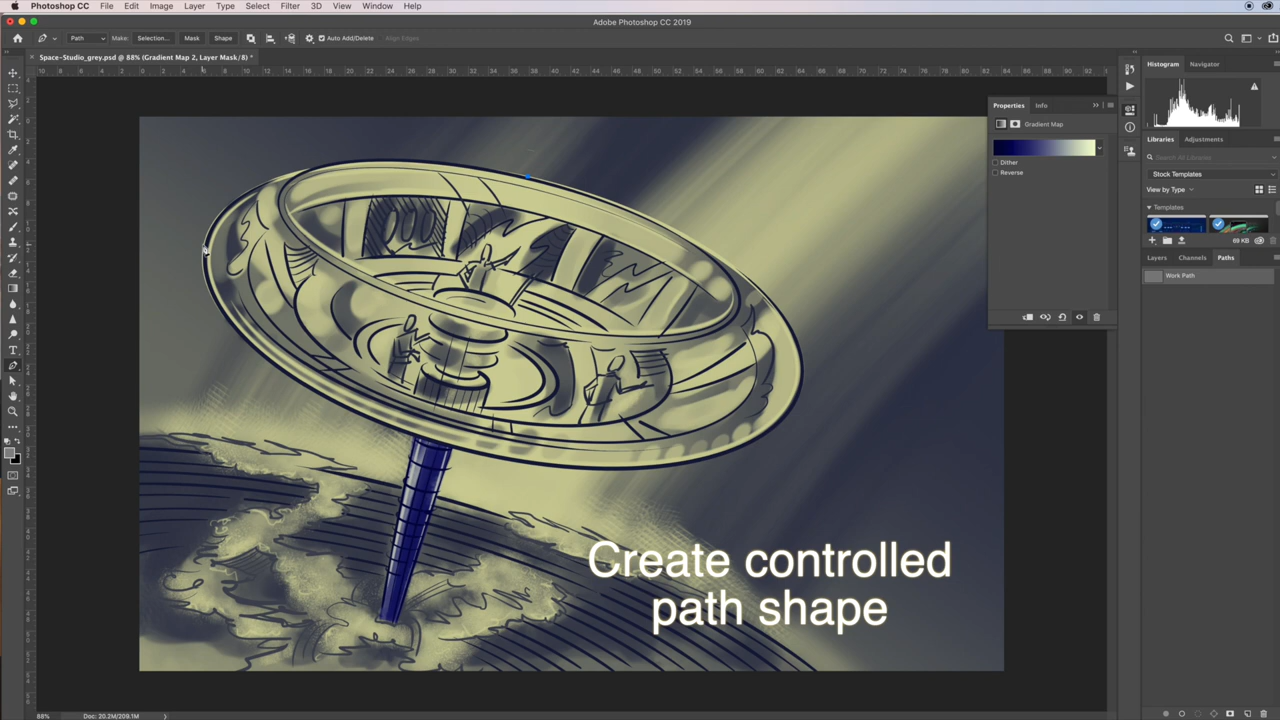 Photoshop CC File Edit Image Layer Type Select Filter 3D View Window Help
Adobe Photoshop CC 2019
Path Make: Selection... Mask Shape Auto Add/Delete Align Edges
Space-Studio_grey.psd @ 88% (Gradient Map 2, Layer Mask/8) *
Histogram Navigator
Properties Info
Gradient Map
Dither
Reverse
Libraries Adjustments
Search All Libraries
Stock Templates
View by Type
Templates
69 KB
Layers Channels Paths
Work Path
Create controlled
path shape
88% Doc: 20.2M/209.1M